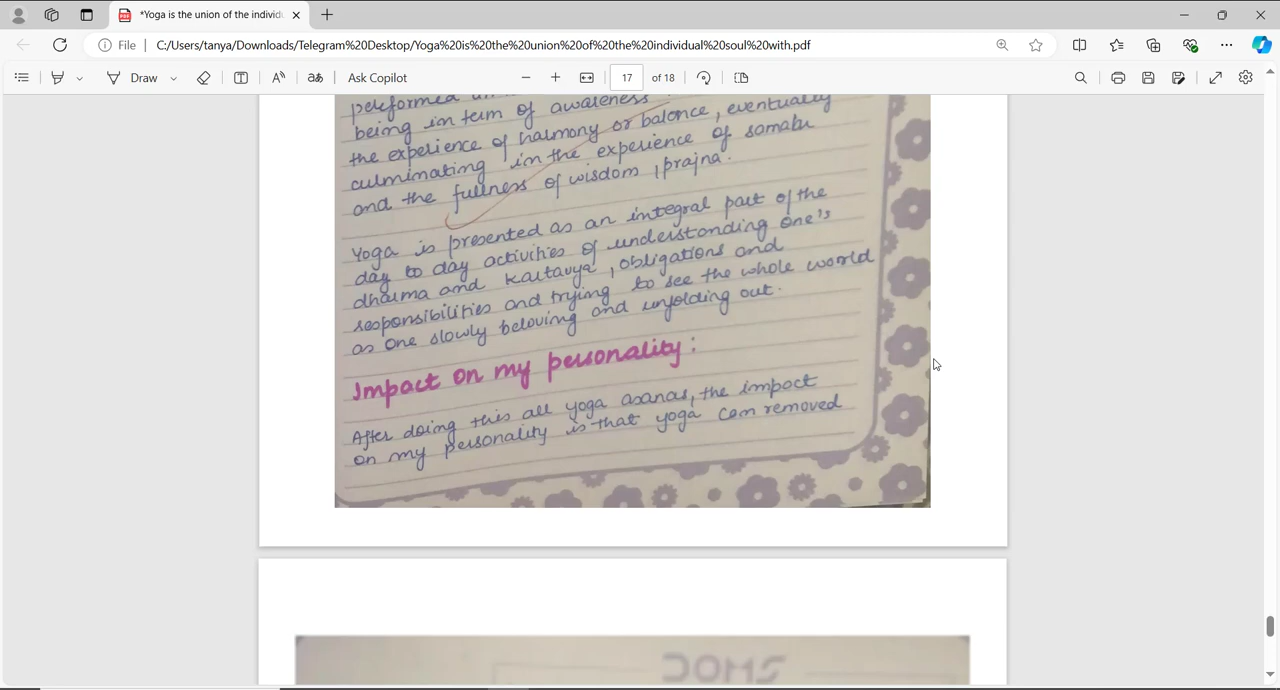 *Yoga is the union of the individu
File
C:/Users/tanya/Downloads/Telegram%20Desktop/Yoga%20is%20the%20union%20of%20the%20individual%20soul%20with.pdf
Draw
Ask Copilot
17
of 18
peleformed
being in term of awareness
the experience of harmony or balance, eventually
culminating in the experience of
and the fullness of wisdom, prajna.
Yoga is presented as an integral part of the
day to day activities of understanding one's
dharma and Kartavya, obligations and
responsibilities and trying to see the whole world
as one slowly beloving and unfolding out.
Impact on my personality:
After doing this all yoga asanas, the impact
on my personality is that yoga can removed